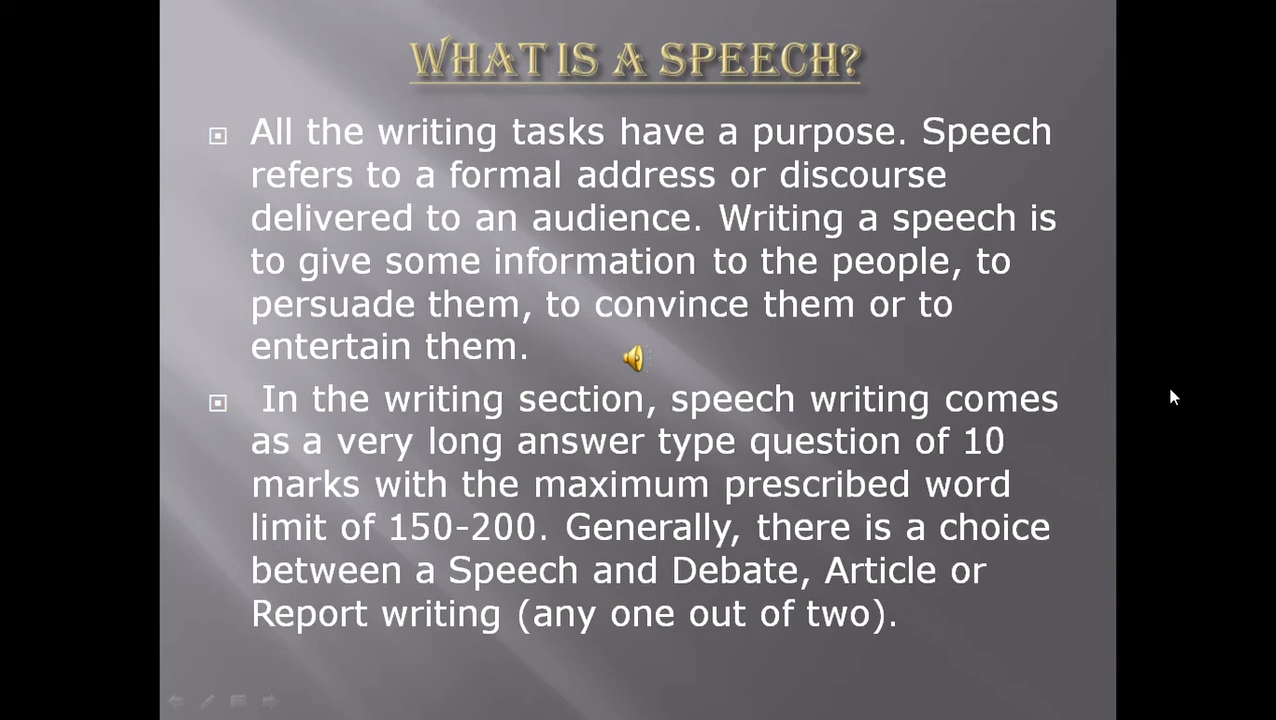 WHAT IS A SPEECH?
All the writing tasks have a purpose. Speech
refers to a formal address or discourse
delivered to an audience. Writing a speech is
to give some information to the people, to
persuade them, to convince them or to
entertain them.
In the writing section, speech writing comes
as a very long answer type question of 10
marks with the maximum prescribed word
limit of 150-200. Generally, there is a choice
between a Speech and Debate, Article or
Report writing (any one out of two).